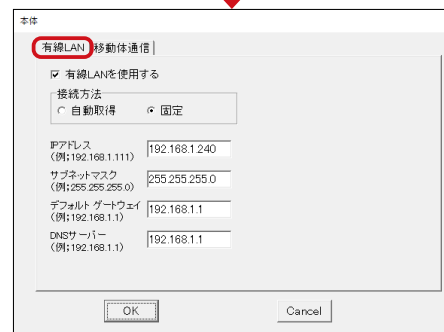 本体
有線LAN 移動体通信
有線LANを使用する
接続方法
自動取得 固定
IPアドレス 192.168.1.240
(例;192.168.1.111)
サブネットマスク 255.255.255.0
(例;255.255.255.0)
デフォルト ゲートウェイ 192.168.1.1
(例;192.168.1.1)
DNSサーバー 192.168.1.1
(例;192.168.1.1)
OK Cancel